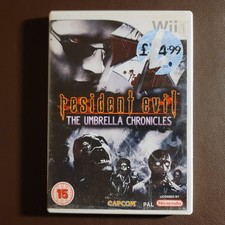 Wii
£4.99
resident evil
THE UMBRELLA CHRONICLES
15
CAPCOM
PAL
LICENSED BY
Nintendo